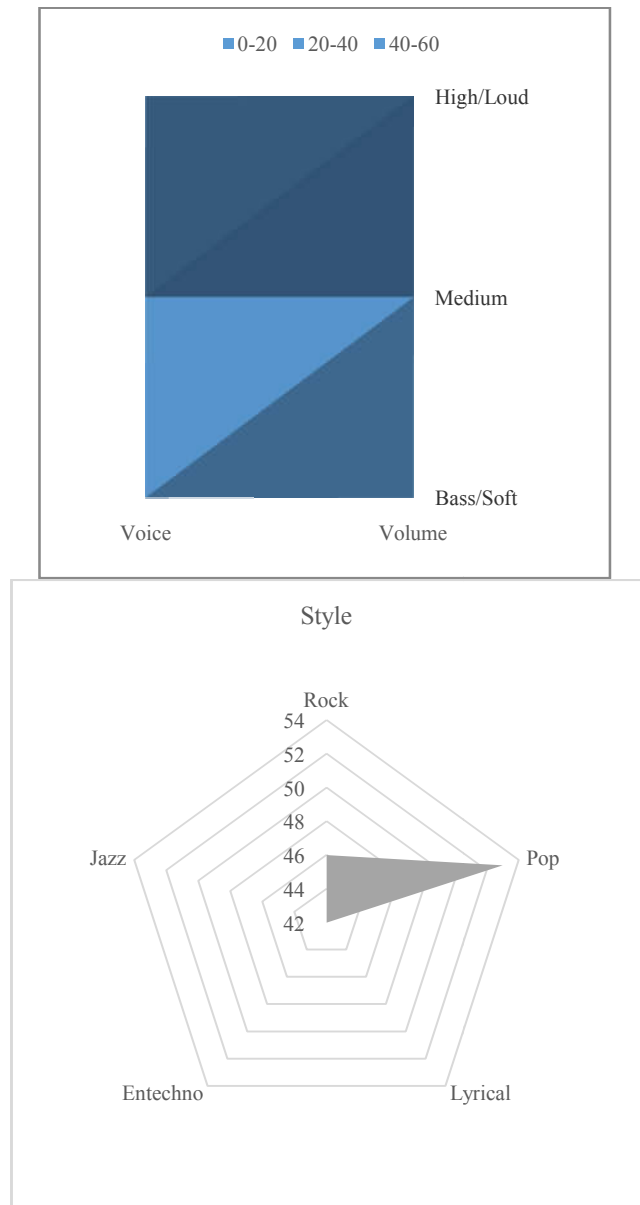 0-20 20-40 40-60
High/Loud
Medium
Bass/Soft
Voice Volume
Style
Rock
54
52
50
48
46
44
42
Jazz Pop
Entechno Lyrical